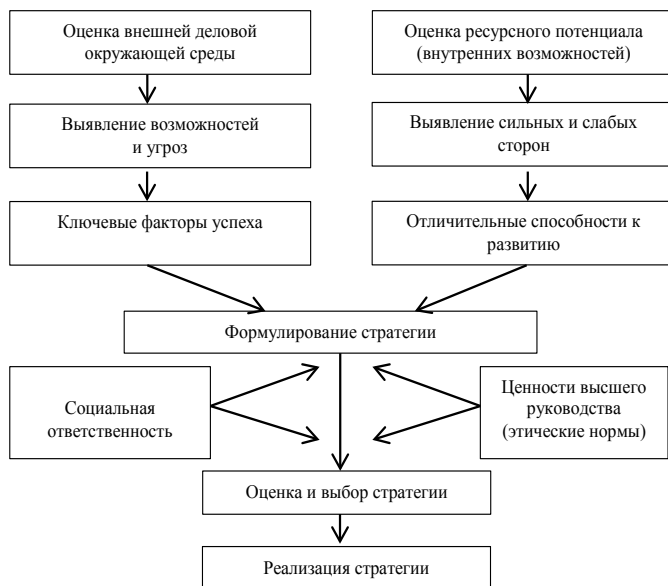 Оценка внешней деловой
окружающей среды
Оценка ресурсного потенциала
(внутренних возможностей)
Выявление возможностей
и угроз
Выявление сильных и слабых
сторон
Ключевые факторы успеха
Отличительные способности к
развитию
Формулирование стратегии
Социальная
ответственность
Ценности высшего
руководства
(этические нормы)
Оценка и выбор стратегии
Реализация стратегии